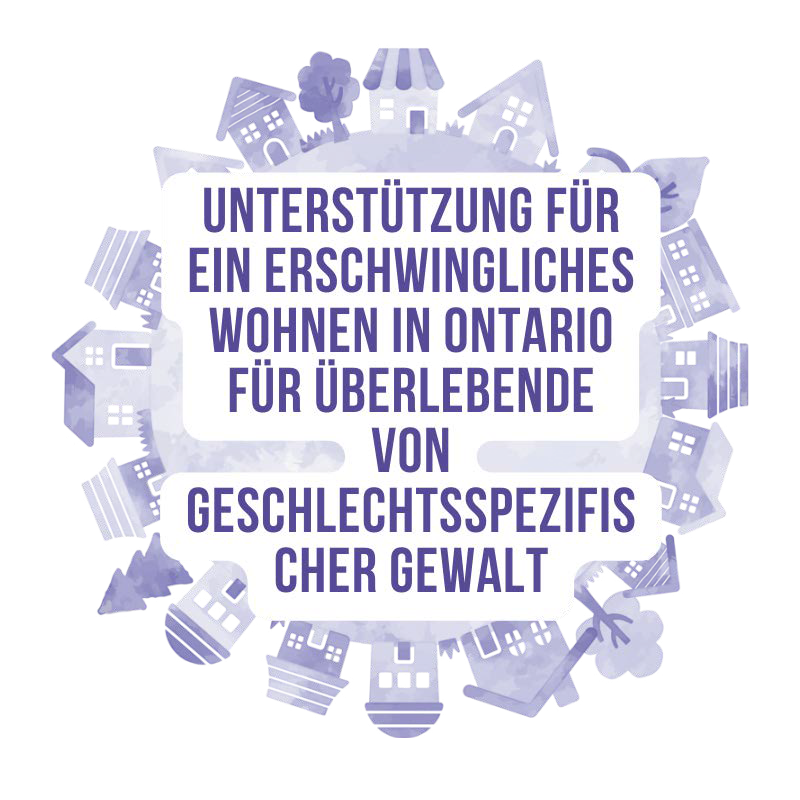 UNTERSTÜTZUNG FÜR
EIN ERSCHWINGLICHES
WOHNEN IN ONTARIO
FÜR ÜBERLEBENDE
VON
GESCHLECHTSSPEZIFIS
CHER GEWALT